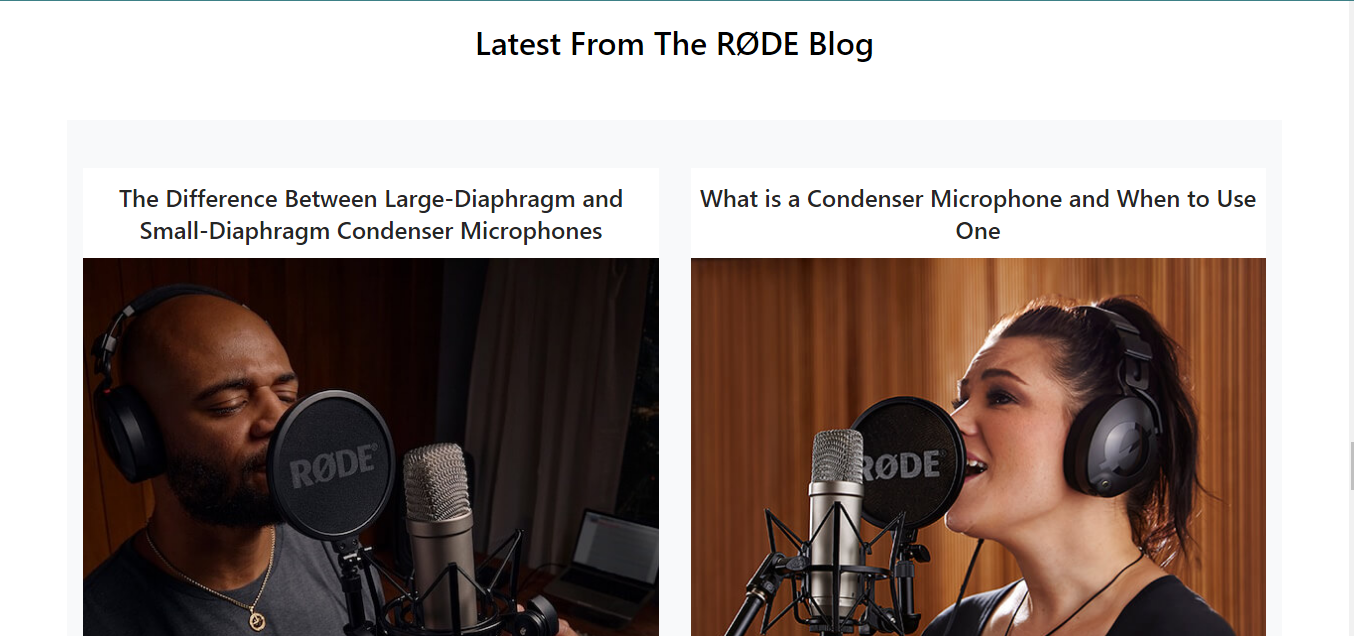 Latest From The RØDE Blog
The Difference Between Large-Diaphragm and
Small-Diaphragm Condenser Microphones
What is a Condenser Microphone and When to Use
One
RØDE®
RØDE